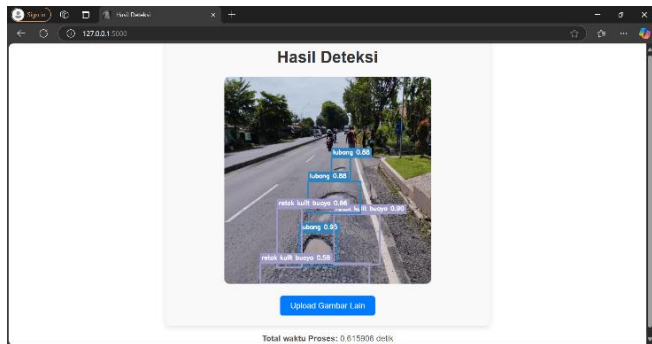 Sign in
Hasil Deteksi
127.0.0.1:5000
Hasil Deteksi
lubang 0.88
lubang 0.88
retak kulit buaya 0.86
retak kulit buaya 0.90
lubang 0.95
retak kulit buaya 0.58
Upload Gambar Lain
Total waktu Proses: 0.615906 detik